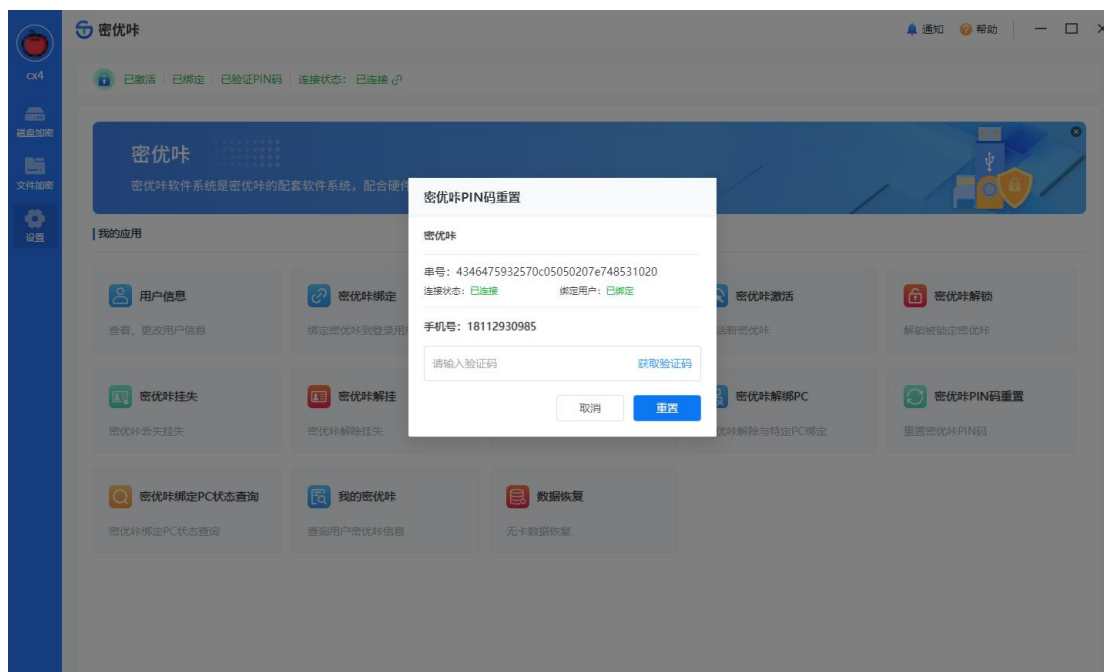 密优咔
通知 帮助
cx4
已激活 已绑定 已验证PIN码 连接状态: 已连接
磁盘加密
文件加密
设置
密优咔
密优咔软件系统是密优咔的配套软件系统，配合硬件
我的应用
用户信息
查看，更改用户信息
密优咔绑定
绑定密优咔到登录用
密优咔激活
活新密优咔
密优咔解锁
解锁被锁定密优咔
密优咔挂失
密优咔丢失挂失
密优咔解挂
密优咔解除挂失
密优咔解绑PC
优咔解除与特定PC绑定
密优咔PIN码重置
重置密优咔PIN码
密优咔绑定PC状态查询
密优咔绑定PC状态查询
我的密优咔
查询用户密优咔信息
数据恢复
无卡数据恢复
密优咔PIN码重置
密优咔
串号: 4346475932570c05050207e748531020
连接状态: 已连接 绑定用户: 已绑定
手机号: 18112930985
请输入验证码 获取验证码
取消 重置